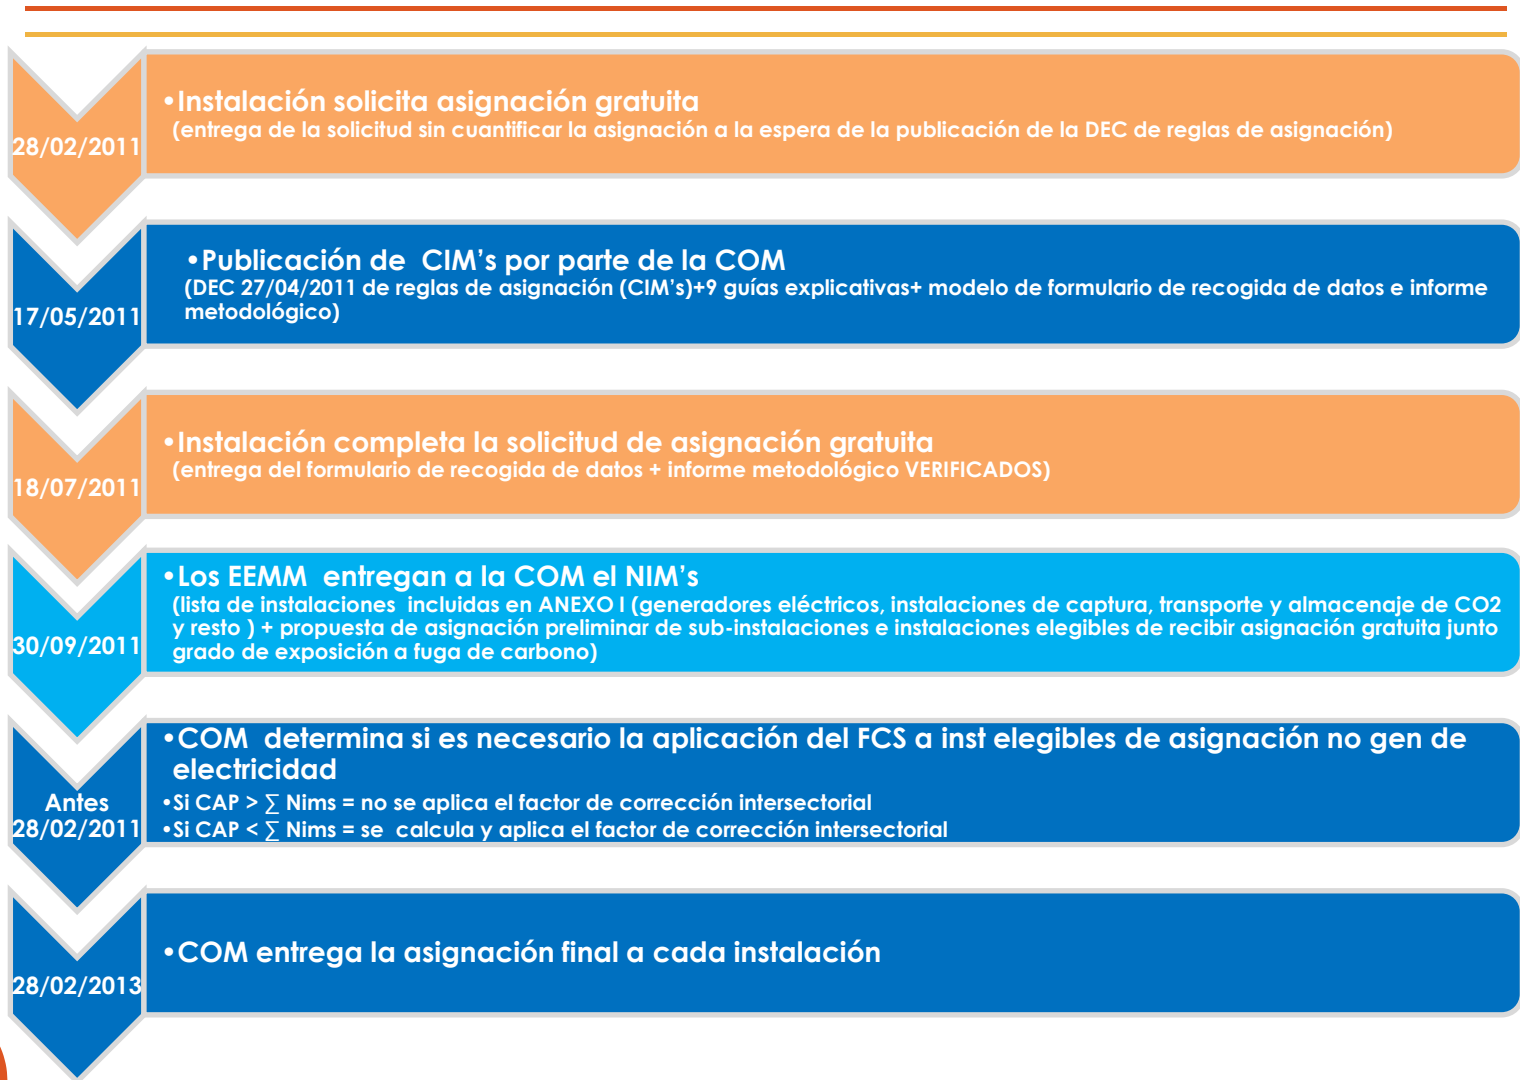 28/02/2011
•Instalación solicita asignación gratuita
(entrega de la solicitud sin cuantificar la asignación a la espera de la publicación de la DEC de reglas de asignación)
17/05/2011
•Publicación de CIM's por parte de la COM
(DEC 27/04/2011 de reglas de asignación (CIM's)+9 guías explicativas+ modelo de formulario de recogida de datos e informe
metodológico)
18/07/2011
•Instalación completa la solicitud de asignación gratuita
(entrega del formulario de recogida de datos + informe metodológico VERIFICADOS)
30/09/2011
•Los EEMM entregan a la COM el NIM's
(lista de instalaciones incluidas en ANEXO I (generadores eléctricos, instalaciones de captura, transporte y almacenaje de CO2
y resto ) + propuesta de asignación preliminar de sub-instalaciones e instalaciones elegibles de recibir asignación gratuita junto
grado de exposición a fuga de carbono)
Antes
28/02/2011
•COM determina si es necesario la aplicación del FCS a inst elegibles de asignación no gen de
electricidad
•Si CAP > ∑ Nims = no se aplica el factor de corrección intersectorial
•Si CAP < ∑ Nims = se calcula y aplica el factor de corrección intersectorial
28/02/2013
•COM entrega la asignación final a cada instalación